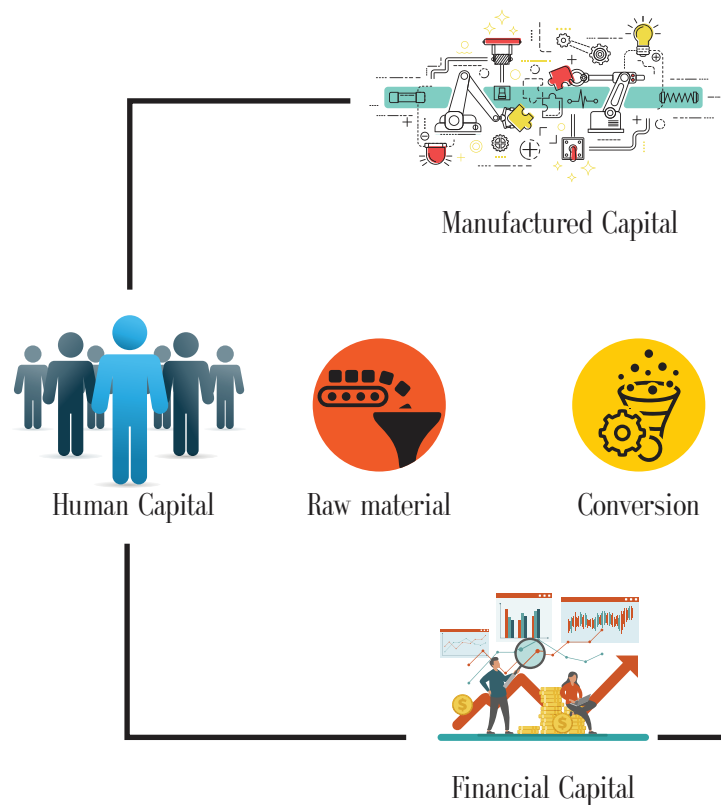 Manufactured Capital
Human Capital
Raw material
Conversion
Financial Capital